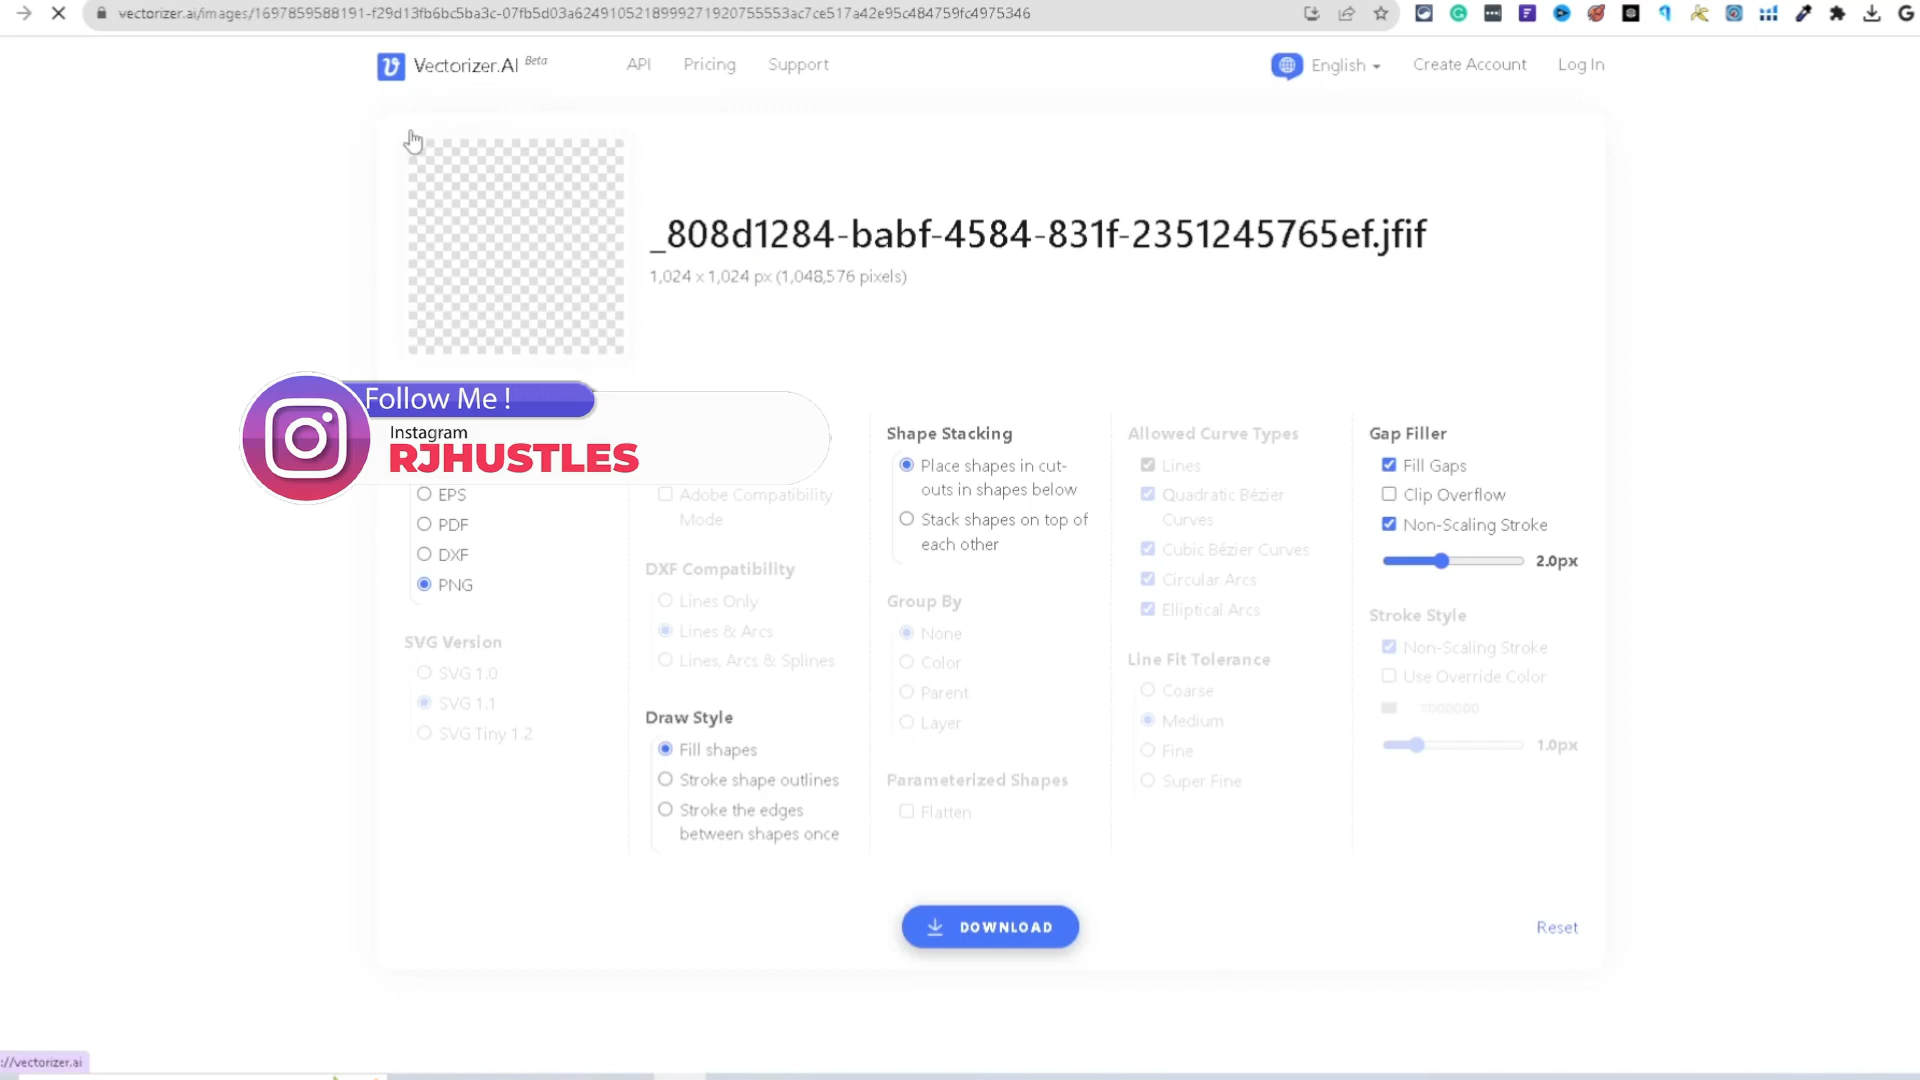 vectorizer.ai/images/1697859588191-f29d13fb6bc5ba3c-07fb5d03a6249105218999271920755553ac7ce517a42e95c484759fc4975346
Vectorizer.AI Beta
API
Pricing
Support
English
Create Account
Log In
_808d1284-babf-4584-831f-2351245765ef.jfif
1,024 x 1,024 px (1,048,576 pixels)
Follow Me !
Instagram
RJHUSTLES
EPS
PDF
DXF
PNG
SVG Version
SVG 1.0
SVG 1.1
SVG Tiny 1.2
Adobe Compatibility
Mode
DXF Compatibility
Lines Only
Lines & Arcs
Lines, Arcs & Splines
Draw Style
Fill shapes
Stroke shape outlines
Stroke the edges
between shapes once
Shape Stacking
Place shapes in cut-
outs in shapes below
Stack shapes on top of
each other
Group By
None
Color
Parent
Layer
Parameterized Shapes
Flatten
Allowed Curve Types
Lines
Quadratic Bézier
Curves
Cubic Bézier Curves
Circular Arcs
Elliptical Arcs
Line Fit Tolerance
Coarse
Medium
Fine
Super Fine
Gap Filler
Fill Gaps
Clip Overflow
Non-Scaling Stroke
2.0px
Stroke Style
Non-Scaling Stroke
Use Override Color
#000000
1.0px
DOWNLOAD
Reset
://vectorizer.ai